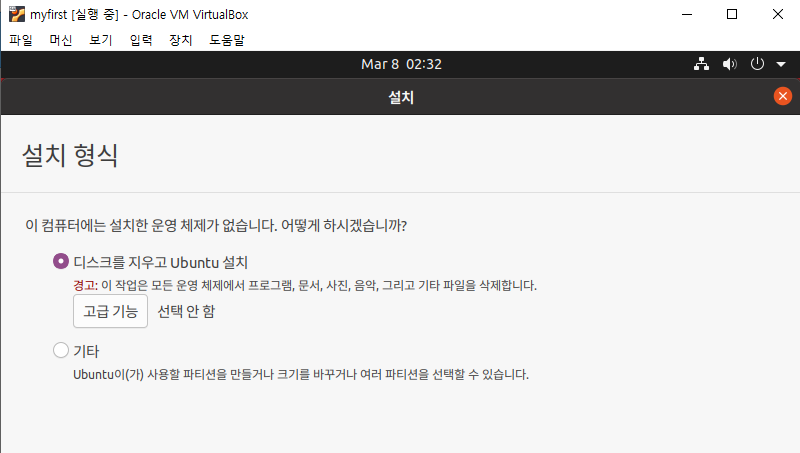 myfirst [실행 중] - Oracle VM VirtualBox
파일 머신 보기 입력 장치 도움말
Mar 8 02:32
설치
설치 형식
이 컴퓨터에는 설치한 운영 체제가 없습니다. 어떻게 하시겠습니까?
디스크를 지우고 Ubuntu 설치
경고: 이 작업은 모든 운영 체제에서 프로그램, 문서, 사진, 음악, 그리고 기타 파일을 삭제합니다.
고급 기능 선택 안 함
기타
Ubuntu이(가) 사용할 파티션을 만들거나 크기를 바꾸거나 여러 파티션을 선택할 수 있습니다.